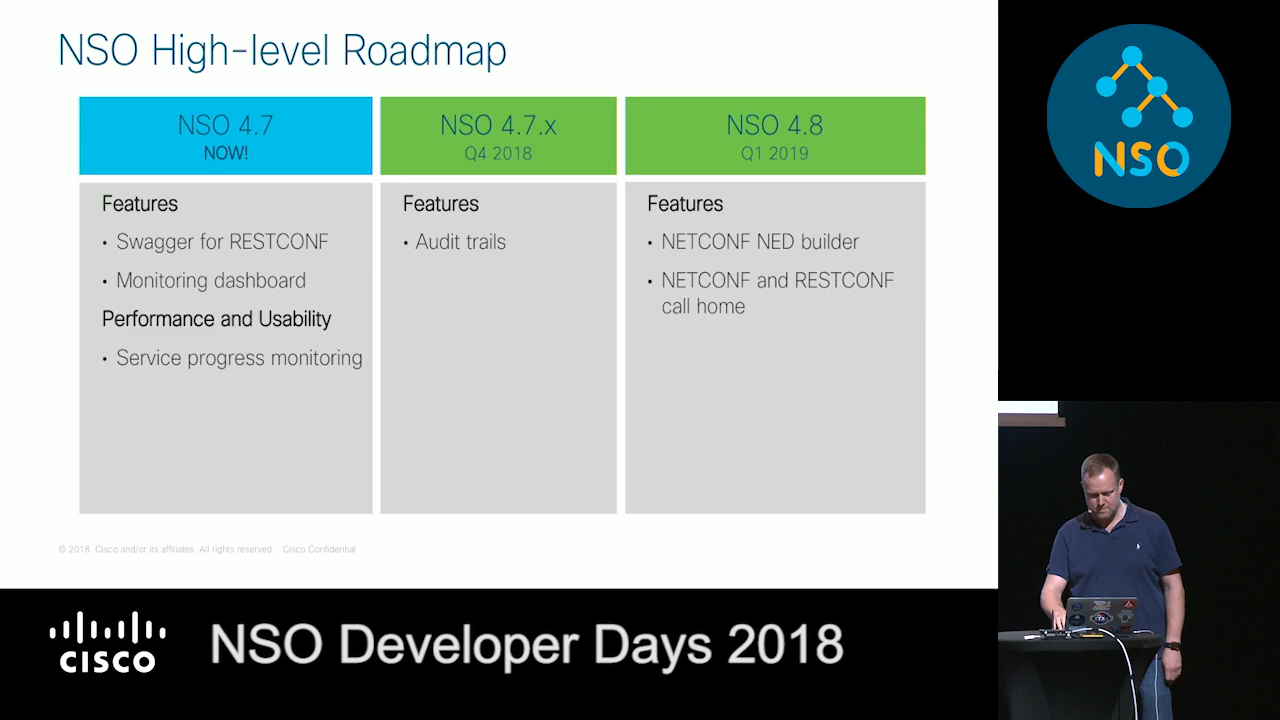 NSO High-level Roadmap
NSO 4.7
NOW!
NSO 4.7.x
Q4 2018
NSO 4.8
Q1 2019
Features
• Swagger for RESTCONF
• Monitoring dashboard
Performance and Usability
• Service progress monitoring
Features
• Audit trails
Features
• NETCONF NED builder
• NETCONF and RESTCONF
call home
© 2018 Cisco and/or its affiliates. All rights reserved. Cisco Confidential
NSO
CISCO
NSO Developer Days 2018